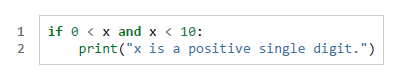 1 if 0 < x and x < 10:
2     print("x is a positive single digit.")